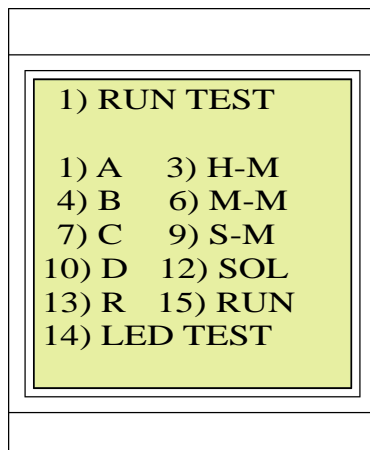 1) RUN TEST
1) A 3) H-M
4) B 6) M-M
7) C 9) S-M
10) D 12) SOL
13) R 15) RUN
14) LED TEST